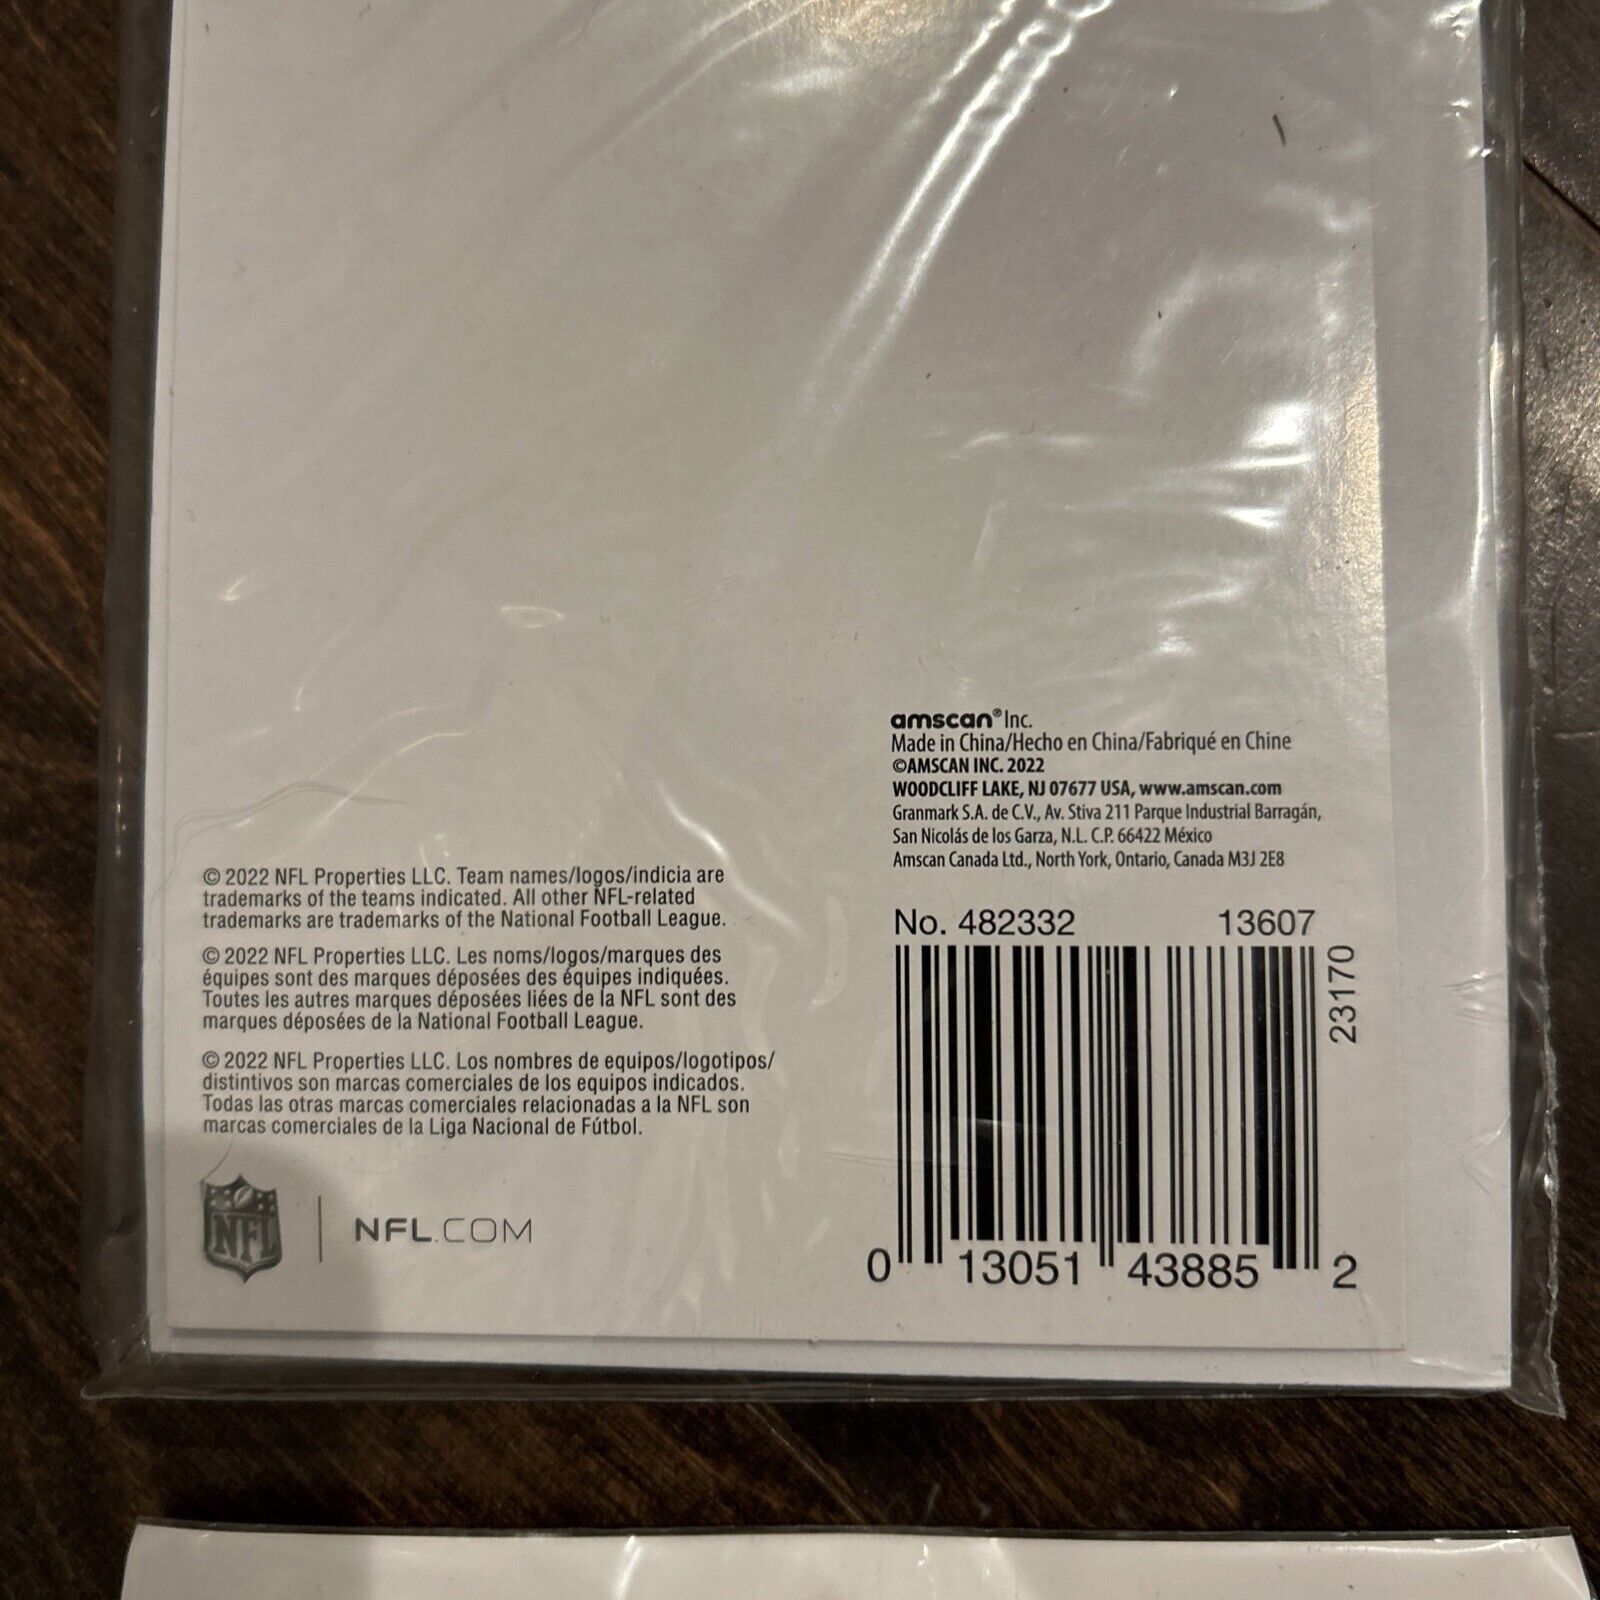 amscan® Inc.
Made in China/Hecho en China/Fabriqué en Chine
©AMSCAN INC. 2022
WOODCLIFF LAKE, NJ 07677 USA, www.amscan.com
Granmark S.A. de C.V., Av. Stiva 211 Parque Industrial Barragán,
San Nicolás de los Garza, N.L. C.P. 66422 México
Amscan Canada Ltd., North York, Ontario, Canada M3J 2E8
© 2022 NFL Properties LLC. Team names/logos/indicia are
trademarks of the teams indicated. All other NFL-related
trademarks are trademarks of the National Football League.
© 2022 NFL Properties LLC. Les noms/logos/marques des
équipes sont des marques déposées des équipes indiquées.
Toutes les autres marques déposées liées de la NFL sont des
marques déposées de la National Football League.
© 2022 NFL Properties LLC. Los nombres de equipos/logotipos/
distintivos son marcas comerciales de los equipos indicados.
Todas las otras marcas comerciales relacionadas a la NFL son
marcas comerciales de la Liga Nacional de Fútbol.
NFL
NFL.COM
No. 482332 13607
23170
0 13051 43885 2